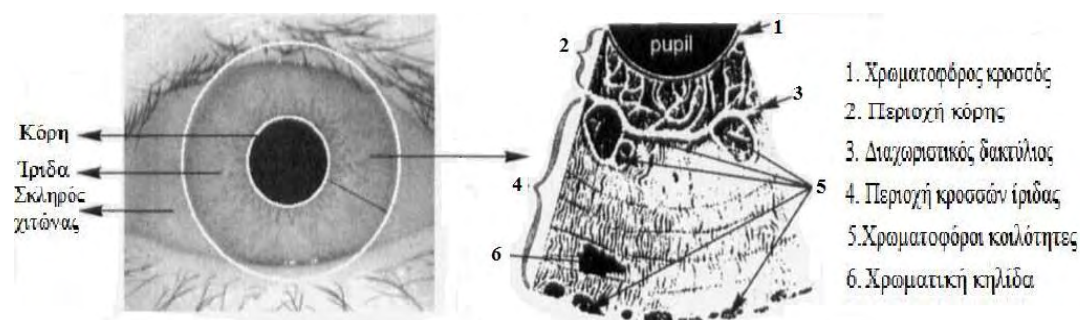 Κόρη
Ίριδα
Σκληρός
χιτώνας
pupil
1
2
3
4
5
6
1. Χρωματοφόρος κροσσός
2. Περιοχή κόρης
3. Διαχωριστικός δακτύλιος
4. Περιοχή κροσσών ίριδας
5.Χρωματοφόροι κοιλότητες
6. Χρωματική κηλίδα